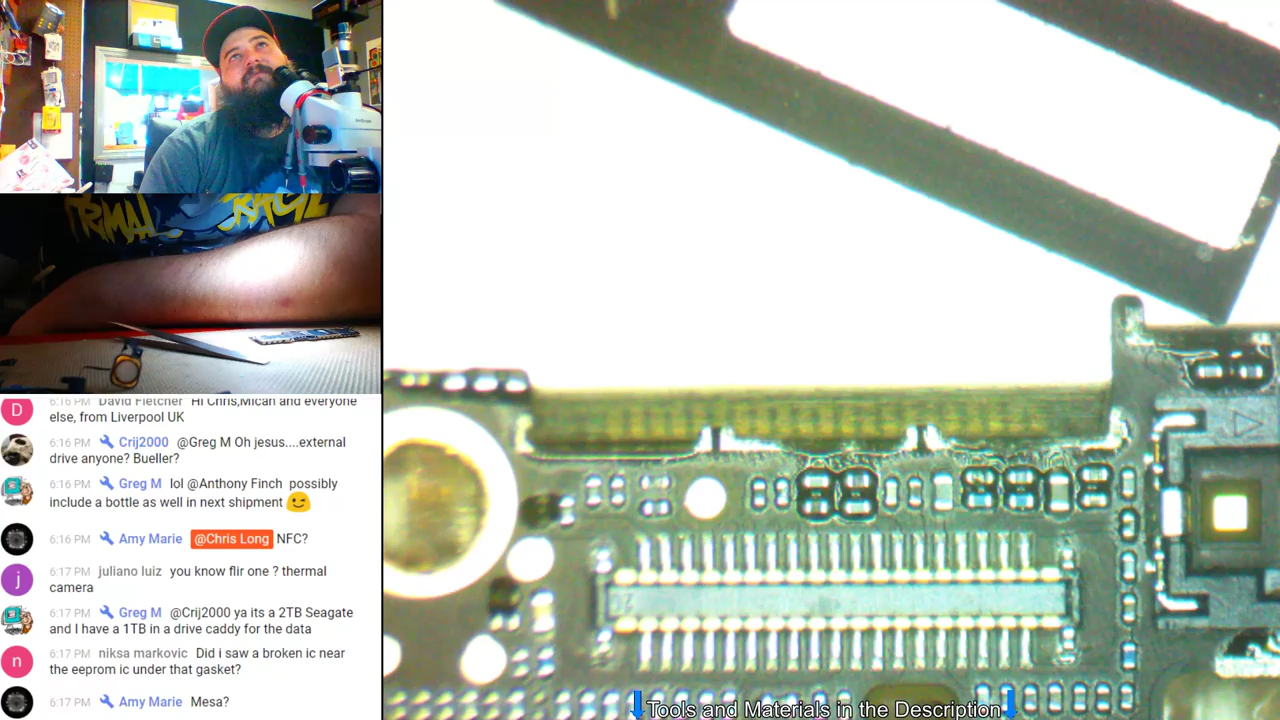 PRIMAL RAGE
6:16 PM David Fletcher Hi Chris,Mican and everyone
else, from Liverpool UK
6:16 PM Crij2000 @Greg M Oh jesus....external
drive anyone? Bueller?
6:16 PM Greg M lol @Anthony Finch possibly
include a bottle as well in next shipment 😉
6:16 PM Amy Marie @Chris Long NFC?
6:17 PM juliano luiz you know flir one ? thermal
camera
6:17 PM Greg M @Crij2000 ya its a 2TB Seagate
and I have a 1TB in a drive caddy for the data
6:17 PM niksa markovic Did i saw a broken ic near
the eeprom ic under that gasket?
6:17 PM Amy Marie Mesa?
D
j
n
Tools and Materials in the Description